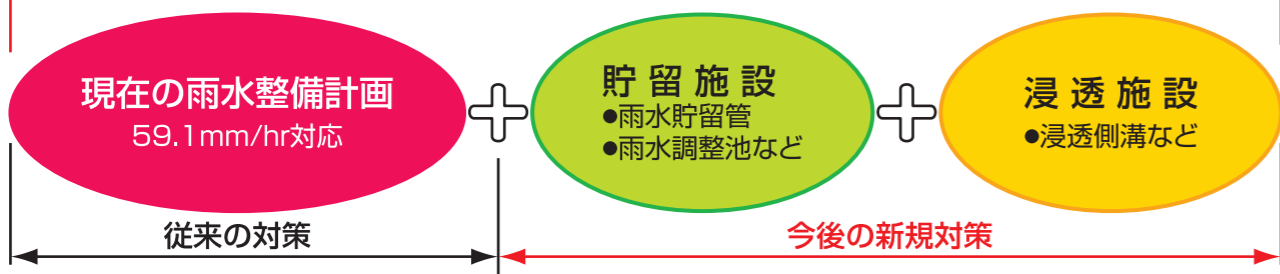 現在の雨水整備計画
59.1mm/hr対応
貯留施設
●雨水貯留管
●雨水調整池など
浸透施設
●浸透側溝など
従来の対策
今後の新規対策